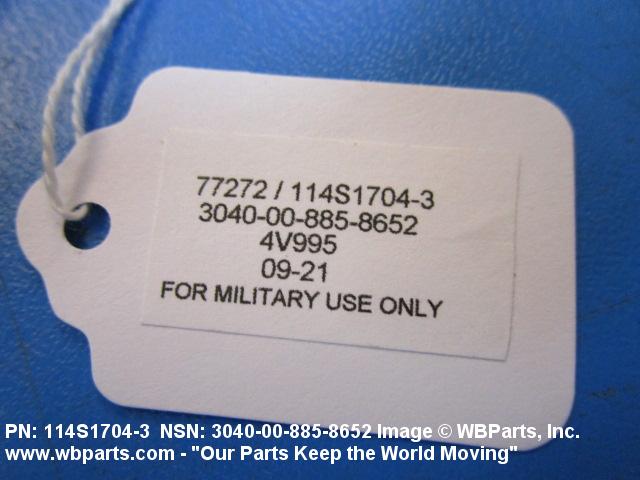 77272 / 114S1704-3
3040-00-885-8652
4V995
09-21
FOR MILITARY USE ONLY
PN: 114S1704-3 NSN: 3040-00-885-8652 Image © WBParts, Inc.
www.wbparts.com - "Our Parts Keep the World Moving"